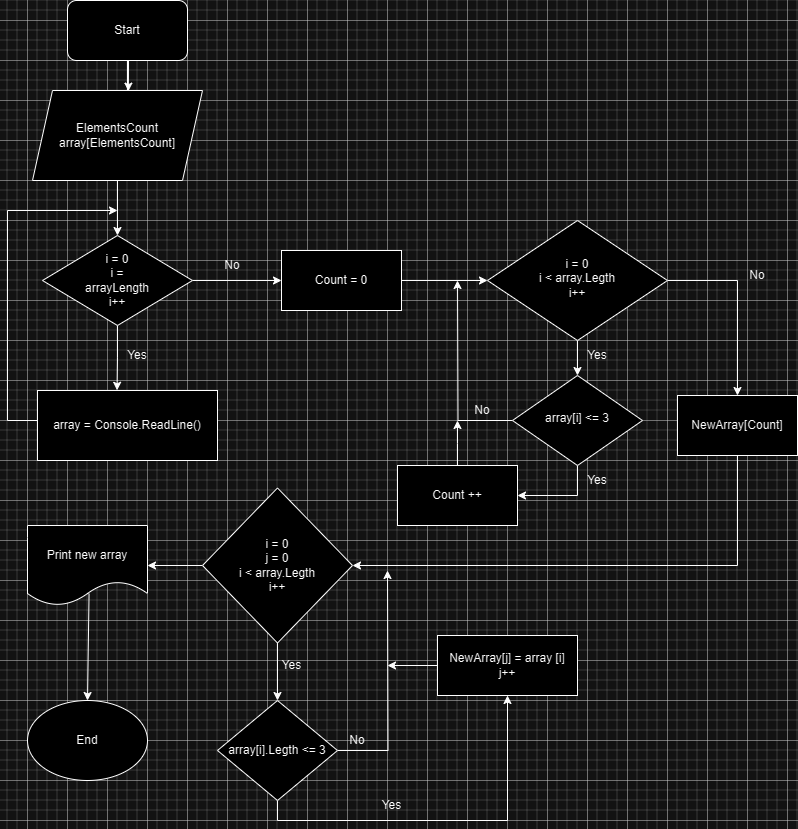 Start
ElementsCount
array[ElementsCount]
i = 0
i =
arrayLength
i++
No
Count = 0
i = 0
i < array.Legth
i++
No
Yes
Yes
array = Console.ReadLine()
No
array[i] <= 3
NewArray[Count]
Yes
Count ++
Print new array
i = 0
j = 0
i < array.Legth
i++
Yes
NewArray[j] = array [i]
j++
End
array[i].Legth <= 3
No
Yes